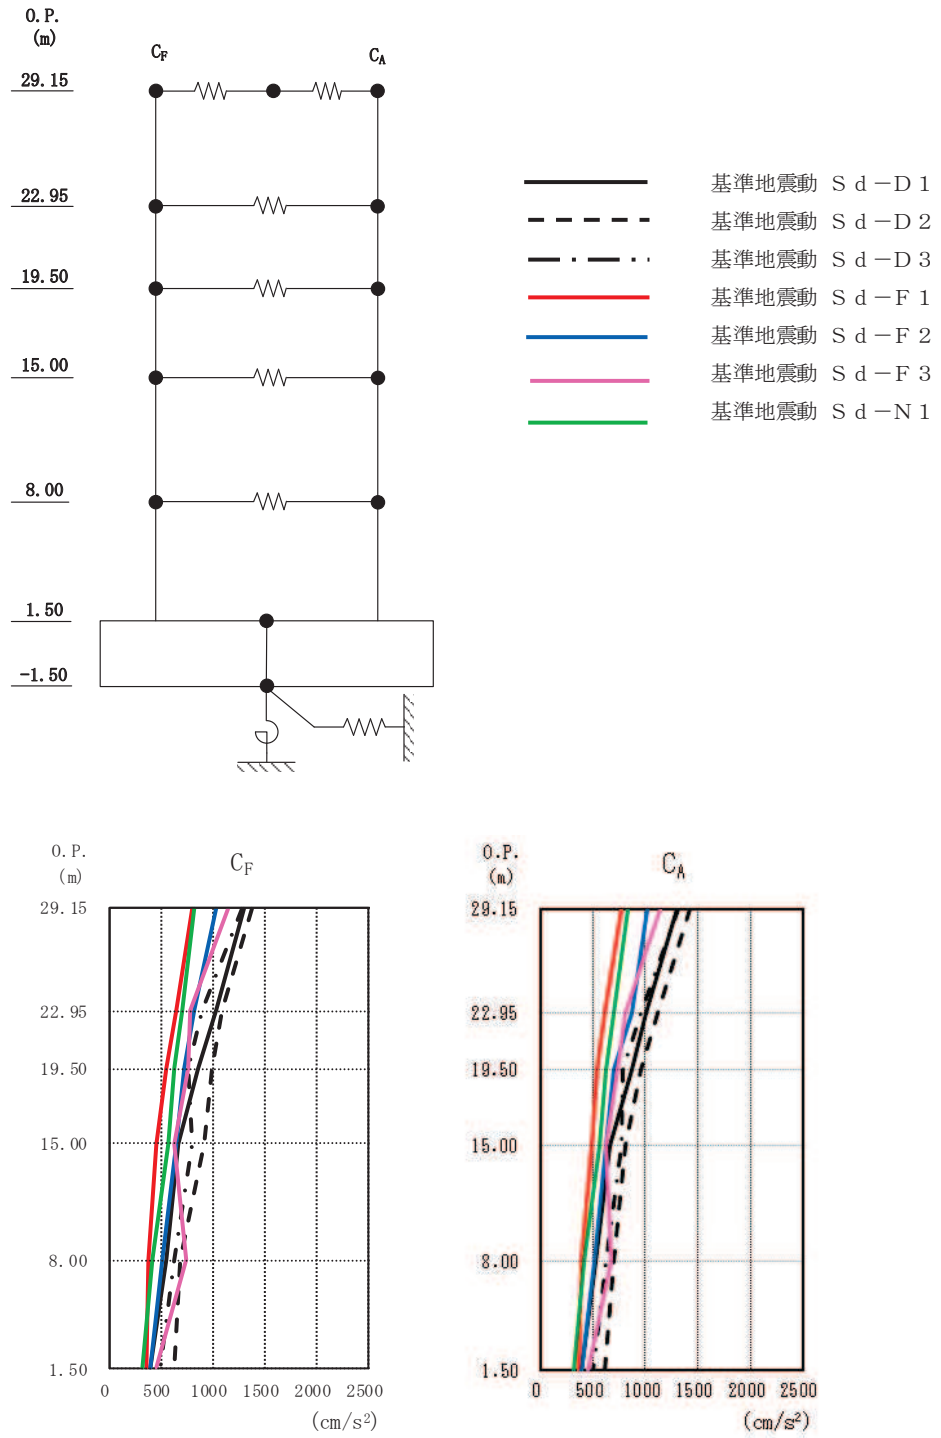 O.P.
(m)
C_F
C_A
29.15
22.95
19.50
15.00
8.00
1.50
-1.50
基準地震動 Ｓｄ－Ｄ１
基準地震動 Ｓｄ－Ｄ２
基準地震動 Ｓｄ－Ｄ３
基準地震動 Ｓｄ－Ｆ１
基準地震動 Ｓｄ－Ｆ２
基準地震動 Ｓｄ－Ｆ３
基準地震動 Ｓｄ－Ｎ１
O.P.
(m)
C_F
29.15
22.95
19.50
15.00
8.00
1.50
0 500 1000 1500 2000 2500
(cm/s²)
O.P.
(m)
C_A
29.15
22.95
19.50
15.00
8.00
1.50
0 500 1000 1500 2000 2500
(cm/s²)